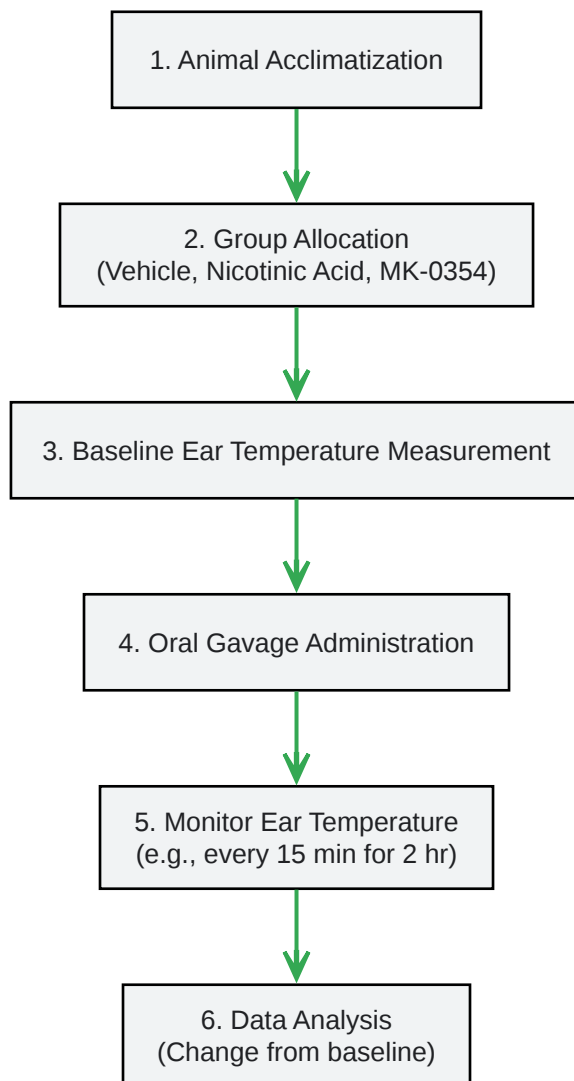 1. Animal Acclimatization
2. Group Allocation
(Vehicle, Nicotinic Acid, MK-0354)
3. Baseline Ear Temperature Measurement
4. Oral Gavage Administration
5. Monitor Ear Temperature
(e.g., every 15 min for 2 hr)
6. Data Analysis
(Change from baseline)